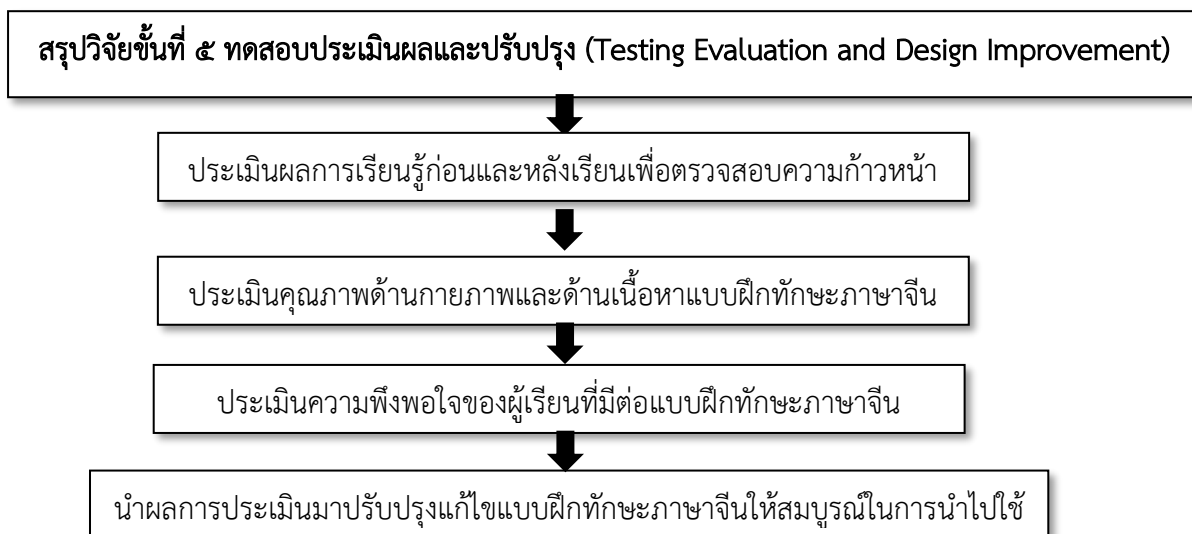 สรุปวิจัยขั้นที่ ๕ ทดสอบประเมินผลและปรับปรุง (Testing Evaluation and Design Improvement)
ประเมินผลการเรียนรู้ก่อนและหลังเรียนเพื่อตรวจสอบความก้าวหน้า
ประเมินคุณภาพด้านกายภาพและด้านเนื้อหาแบบฝึกทักษะภาษาจีน
ประเมินความพึงพอใจของผู้เรียนที่มีต่อแบบฝึกทักษะภาษาจีน
นำผลการประเมินมาปรับปรุงแก้ไขแบบฝึกทักษะภาษาจีนให้สมบูรณ์ในการนำไปใช้